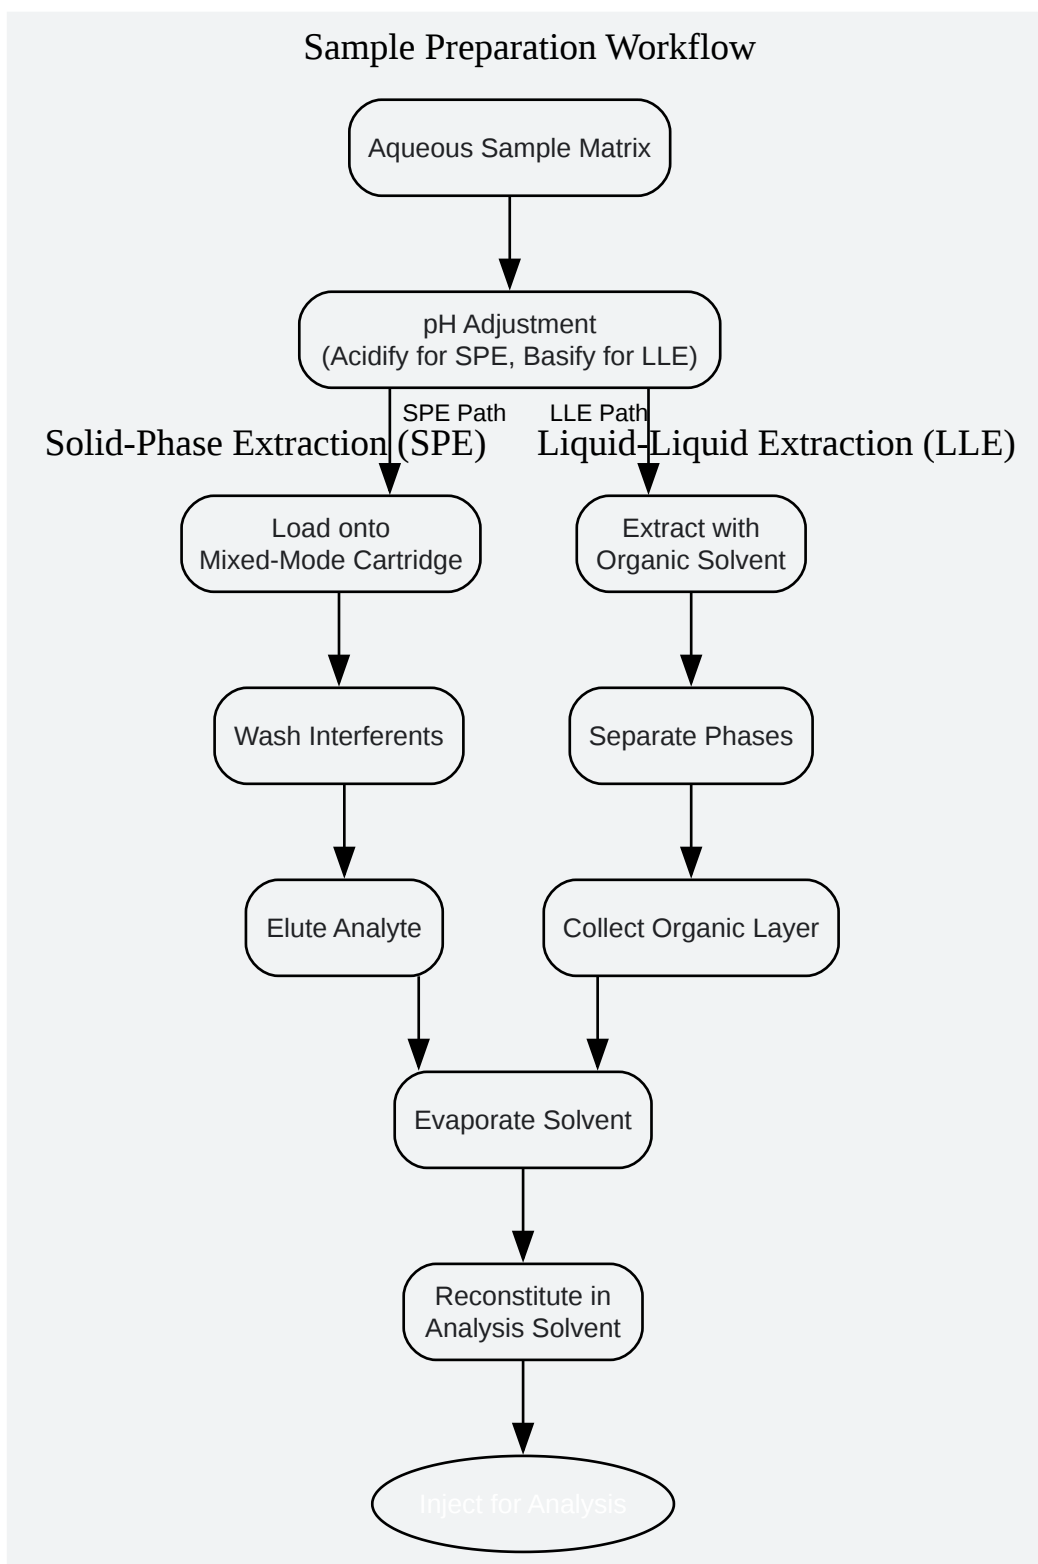 Sample Preparation Workflow
Aqueous Sample Matrix
pH Adjustment
(Acidify for SPE, Basify for LLE)
SPE Path
LLE Path
Solid-Phase Extraction (SPE)
Liquid-Liquid Extraction (LLE)
Load onto
Mixed-Mode Cartridge
Extract with
Organic Solvent
Wash Interferents
Separate Phases
Elute Analyte
Collect Organic Layer
Evaporate Solvent
Reconstitute in
Analysis Solvent
Inject for Analysis